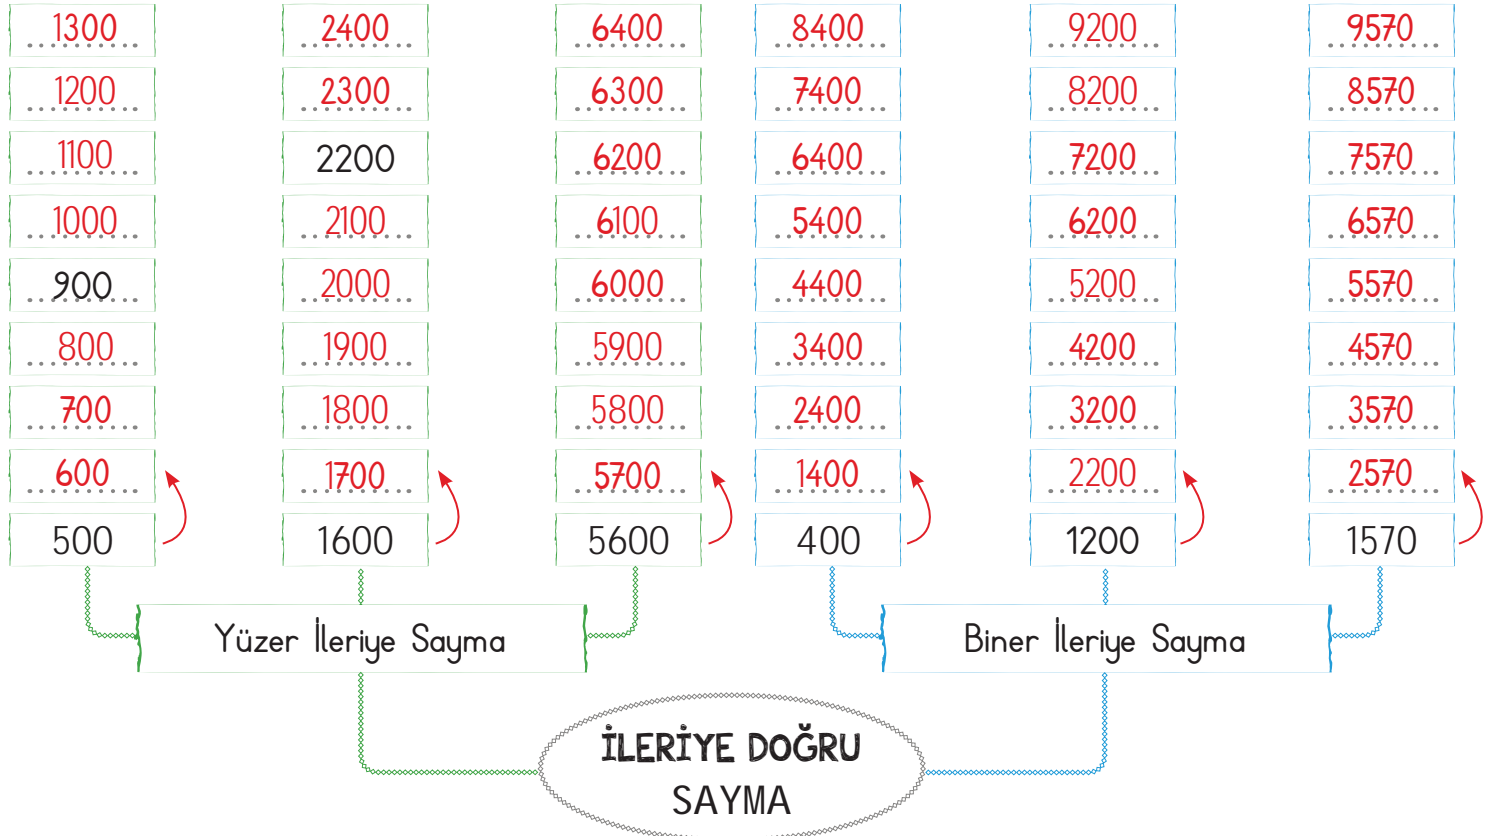 1300 2400 6400 8400 9200 9570
1200 2300 6300 7400 8200 8570
1100 2200 6200 6400 7200 7570
1000 2100 6100 5400 6200 6570
900 2000 6000 4400 5200 5570
800 1900 5900 3400 4200 4570
700 1800 5800 2400 3200 3570
600 1700 5700 1400 2200 2570
500 1600 5600 400 1200 1570
Yüzer İleriye Sayma Biner İleriye Sayma
İLERİYE DOĞRU
SAYMA